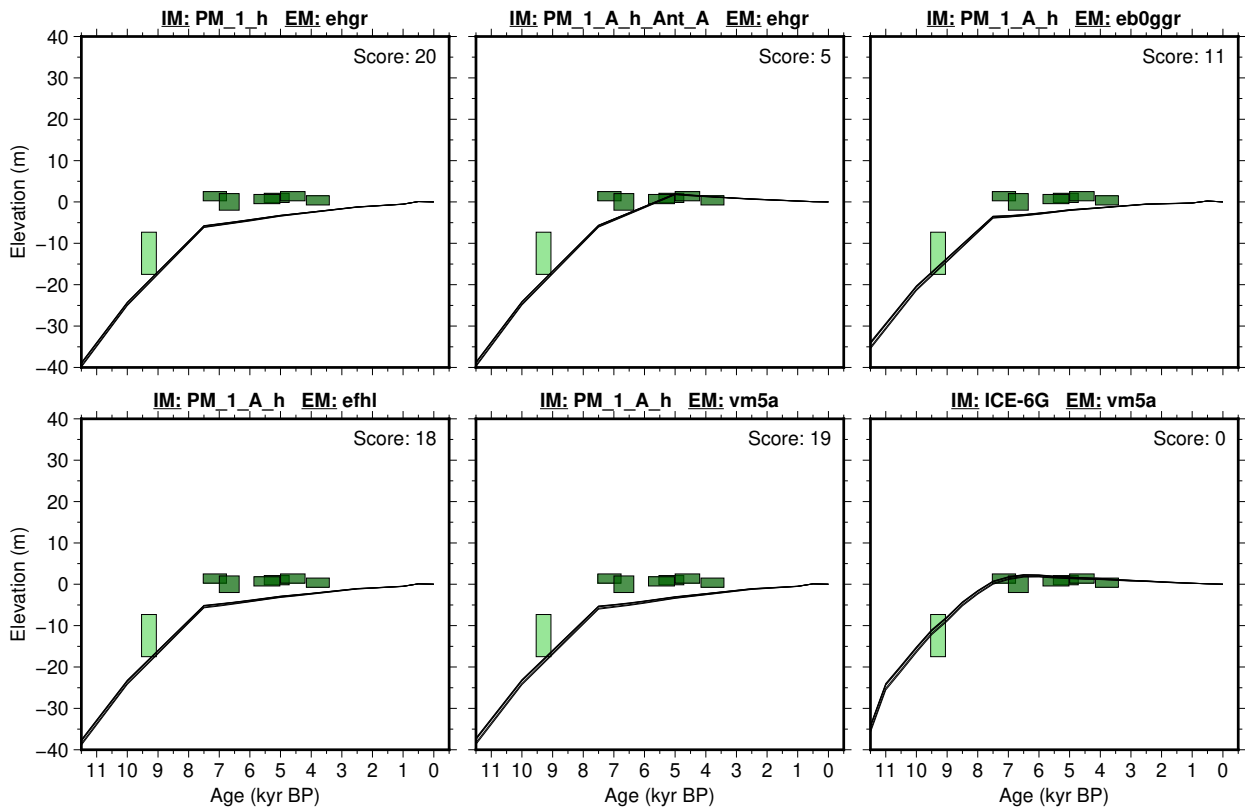 IM: PM_1_h EM: ehgr
IM: PM_1_A_h_Ant_A EM: ehgr
IM: PM_1_A_h EM: eb0ggr
40
30
20
10
0
−10
−20
−30
−40
Elevation (m)
Score: 20
Score: 5
Score: 11
IM: PM_1_A_h EM: efhl
IM: PM_1_A_h EM: vm5a
IM: ICE-6G EM: vm5a
40
30
20
10
0
−10
−20
−30
−40
Elevation (m)
Score: 18
Score: 19
Score: 0
11 10 9 8 7 6 5 4 3 2 1 0
11 10 9 8 7 6 5 4 3 2 1 0
11 10 9 8 7 6 5 4 3 2 1 0
Age (kyr BP)
Age (kyr BP)
Age (kyr BP)